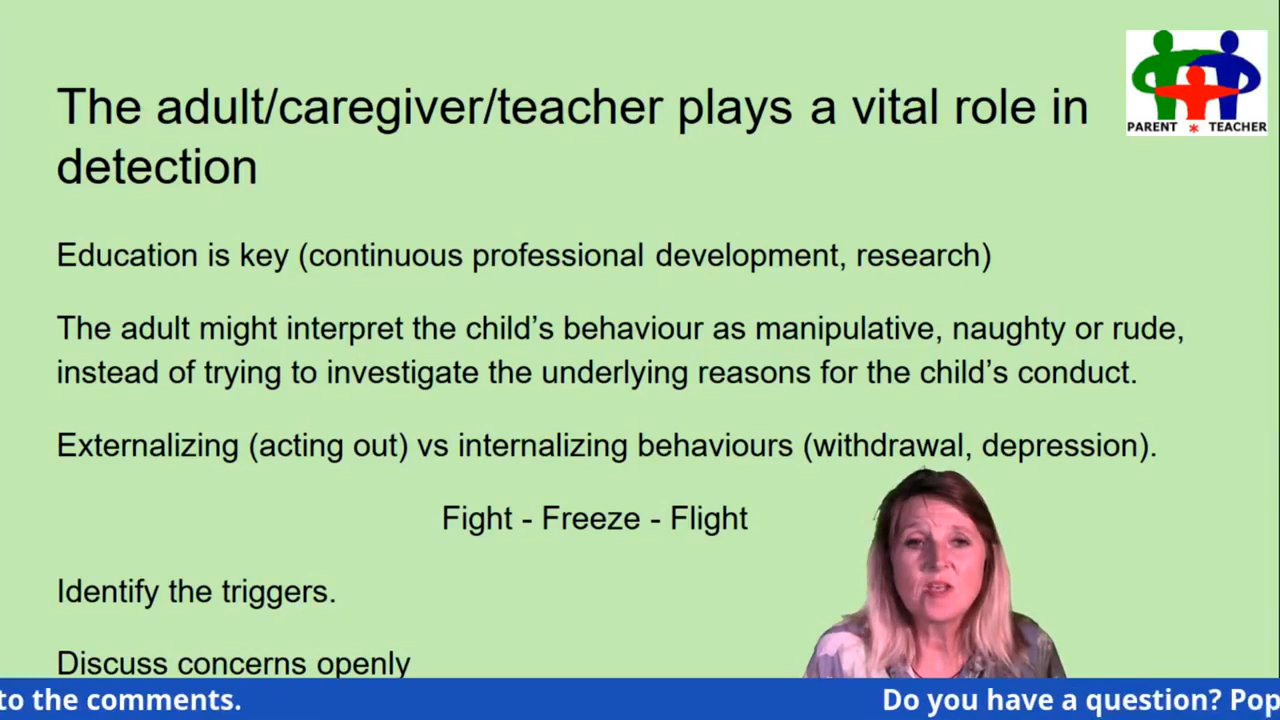 The adult/caregiver/teacher plays a vital role in
detection
PARENT * TEACHER
Education is key (continuous professional development, research)
The adult might interpret the child’s behaviour as manipulative, naughty or rude,
instead of trying to investigate the underlying reasons for the child’s conduct.
Externalizing (acting out) vs internalizing behaviours (withdrawal, depression).
Fight - Freeze - Flight
Identify the triggers.
Discuss concerns openly
to the comments. Do you have a question? Pop